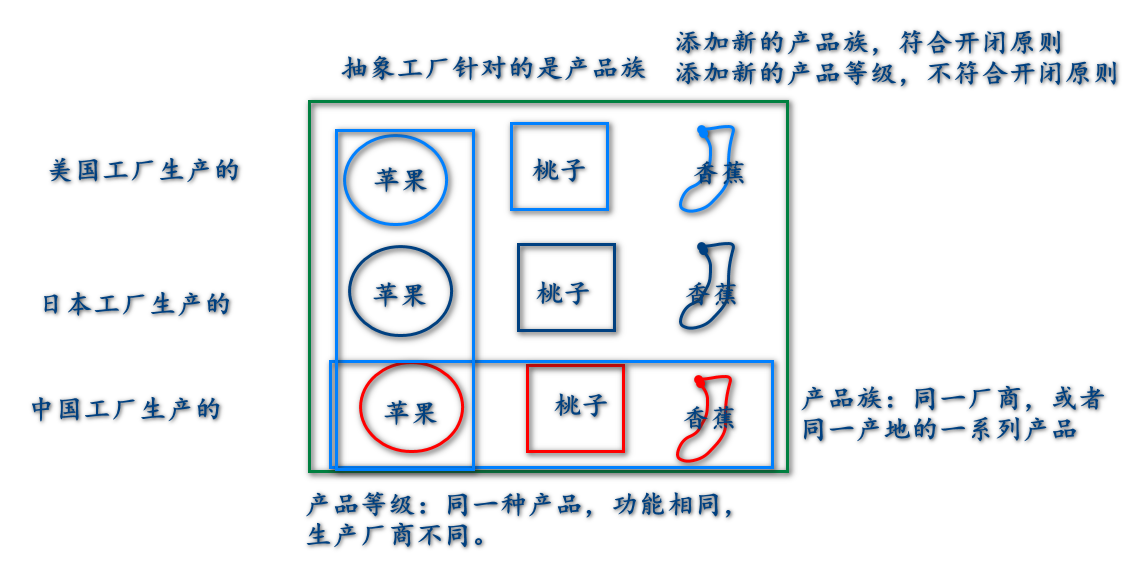 添加新的产品族，符合开闭原则
抽象工厂针对的是产品族
添加新的产品等级，不符合开闭原则
美国工厂生产的
苹果
桃子
香蕉
日本工厂生产的
苹果
桃子
香蕉
中国工厂生产的
苹果
桃子
香蕉
产品族：同一厂商，或者
同一产地的一系列产品
产品等级：同一种产品，功能相同，
生产厂商不同。